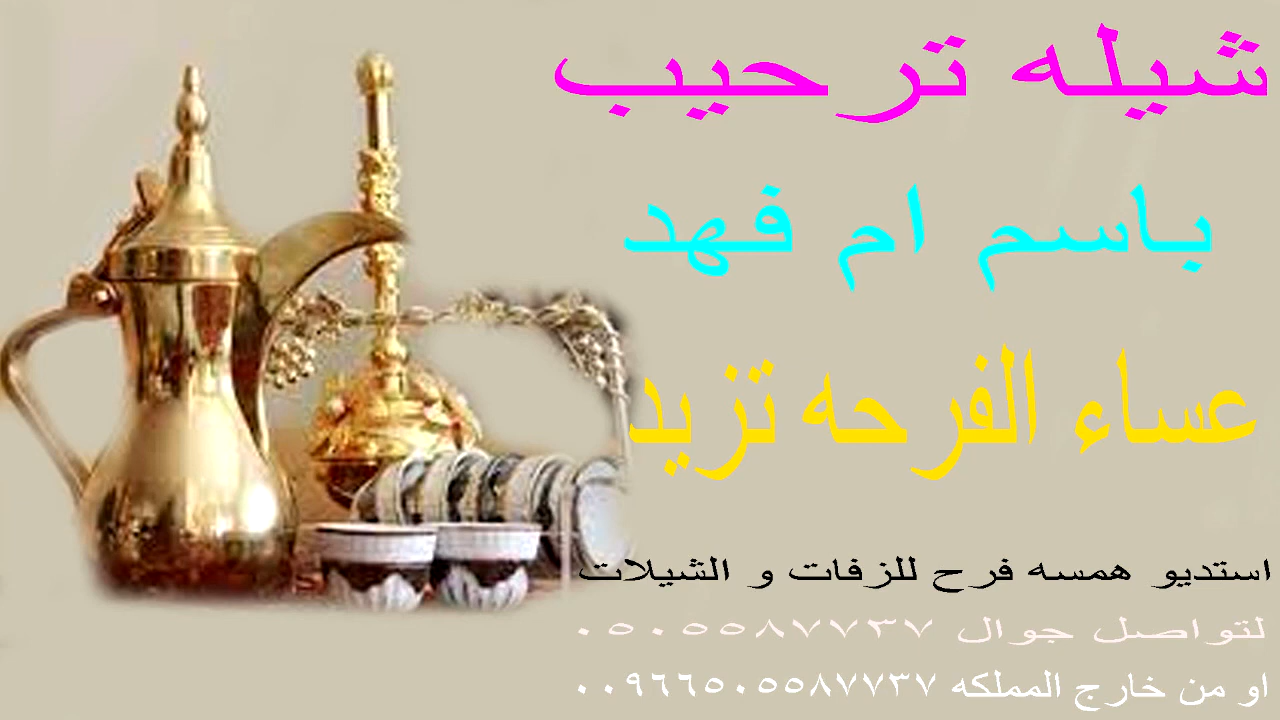 شيله ترحيب
باسم ام فهد
عساء الفرحه تزيد
استديو همسه فرح للزفات و الشيلات
لتواصل جوال ٠٥٠٥٥٨٧٧٣٧
او من خارج المملكه ٠٠٩٦٦٥٠٥٥٨٧٧٣٧